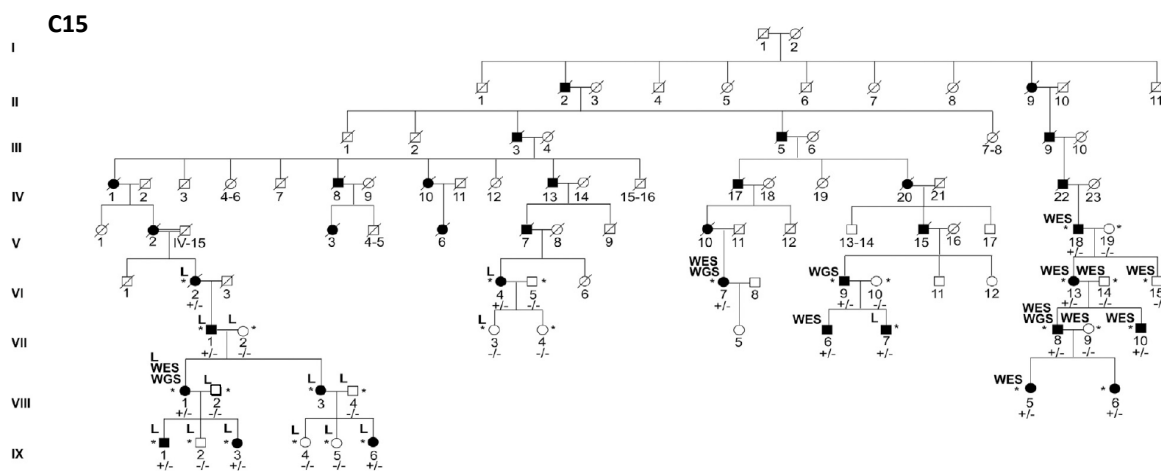 C15
I
1 2
II
1 2 3 4 5 6 7 8 9 10 11
III
1 2 3 4 5 6 7-8 9 10
IV
1 2 3 4-6 7 8 9 10 11 12 13 14 15-16 17 18 19 20 21 22 23
V
WES
* *
1 2 IV-15 3 4-5 6 7 8 9 10 11 12 13-14 15 16 17 18 19
+/- -/-
VI
L L WES WGS WGS WES WES WES
* * * * * * * * *
1 2 3 4 5 6 7 8 9 10 11 12 13 14 15
+/- +/- -/- +/- +/- -/- +/- -/- -/-
VII
L L L WES L WES WGS WES WES
* * * * * * * *
1 2 3 4 5 6 7 8 9 10
+/- -/- -/- -/- +/- +/- +/- -/- +/-
VIII
L WES WGS L L L WES
* * * * * *
1 2 3 4 5 6
+/- -/- -/- +/- +/-
IX
L L L L L L
* * * * * *
1 2 3 4 5 6
+/- -/- +/- -/- -/- +/-